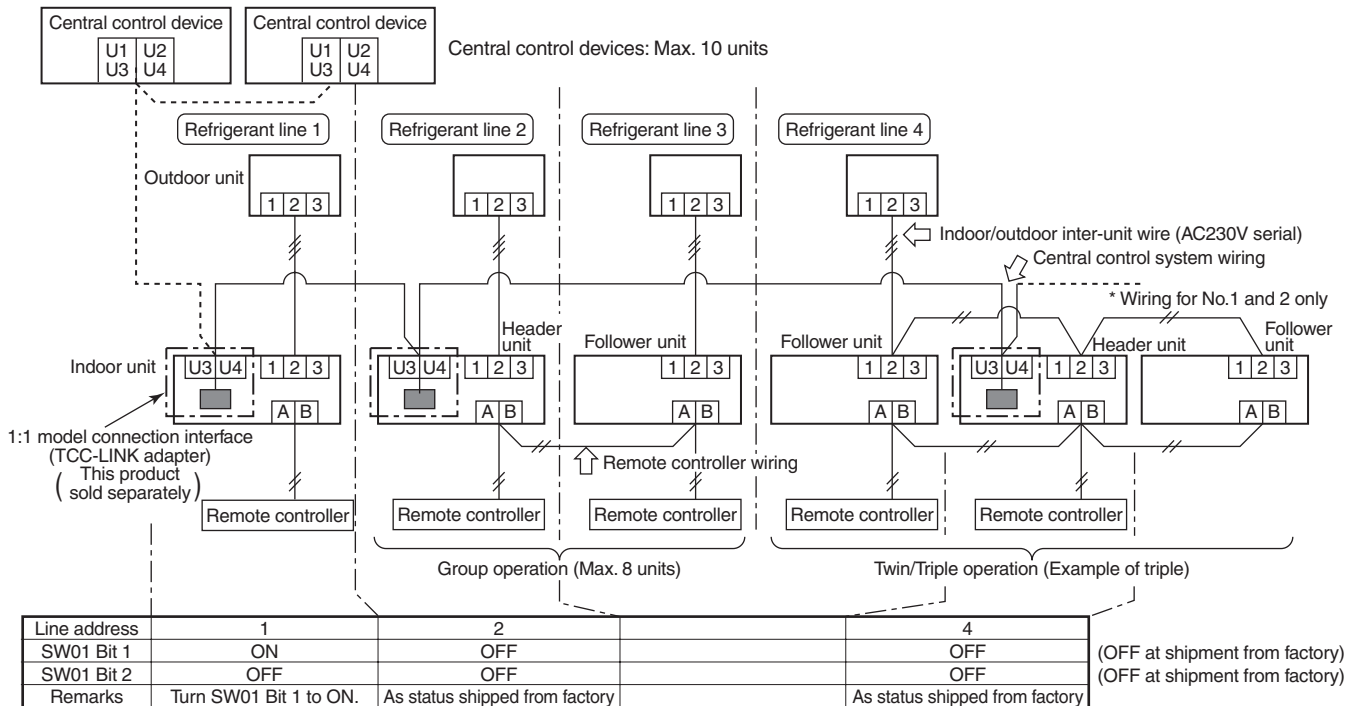 Central control device
U1 U2
U3 U4
Central control device
U1 U2
U3 U4
Central control devices: Max. 10 units
Refrigerant line 1
Refrigerant line 2
Refrigerant line 3
Refrigerant line 4
Outdoor unit
1 2 3
1 2 3
1 2 3
1 2 3
Indoor/outdoor inter-unit wire (AC230V serial)
Central control system wiring
* Wiring for No.1 and 2 only
Indoor unit
U3 U4
1 2 3
A B
Header
unit
U3 U4
1 2 3
A B
Follower unit
1 2 3
A B
Follower unit
1 2 3
A B
Header unit
U3 U4
1 2 3
A B
Follower
unit
1 2 3
A B
1:1 model connection interface
(TCC-LINK adapter)
( This product
sold separately )
Remote controller wiring
Remote controller
Remote controller
Remote controller
Remote controller
Remote controller
Group operation (Max. 8 units)
Twin/Triple operation (Example of triple)
Line address 1 2 4
SW01 Bit 1 ON OFF OFF (OFF at shipment from factory)
SW01 Bit 2 OFF OFF OFF (OFF at shipment from factory)
Remarks Turn SW01 Bit 1 to ON. As status shipped from factory As status shipped from factory